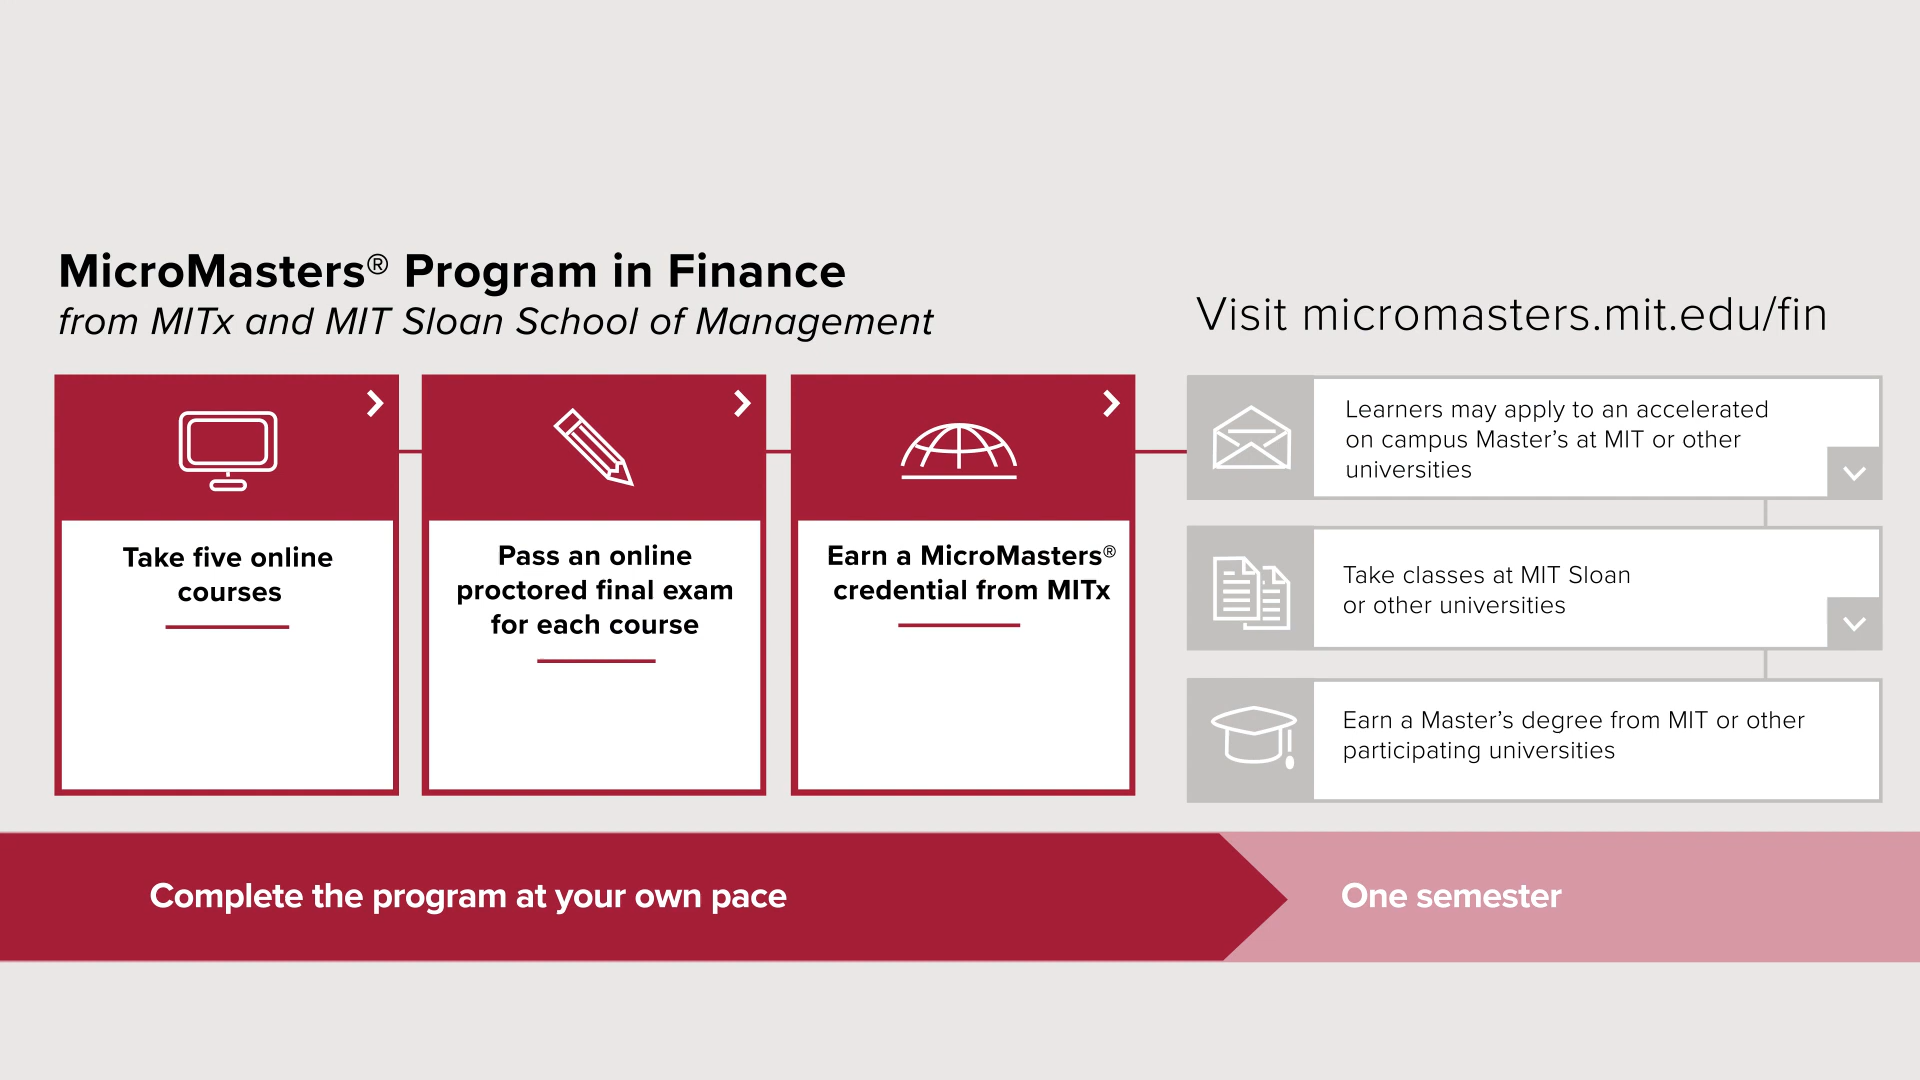 MicroMasters® Program in Finance
from MITx and MIT Sloan School of Management
Visit micromasters.mit.edu/fin
Take five online
courses
Pass an online
proctored final exam
for each course
Earn a MicroMasters®
credential from MITx
Learners may apply to an accelerated
on campus Master’s at MIT or other
universities
Take classes at MIT Sloan
or other universities
Earn a Master’s degree from MIT or other
participating universities
Complete the program at your own pace
One semester